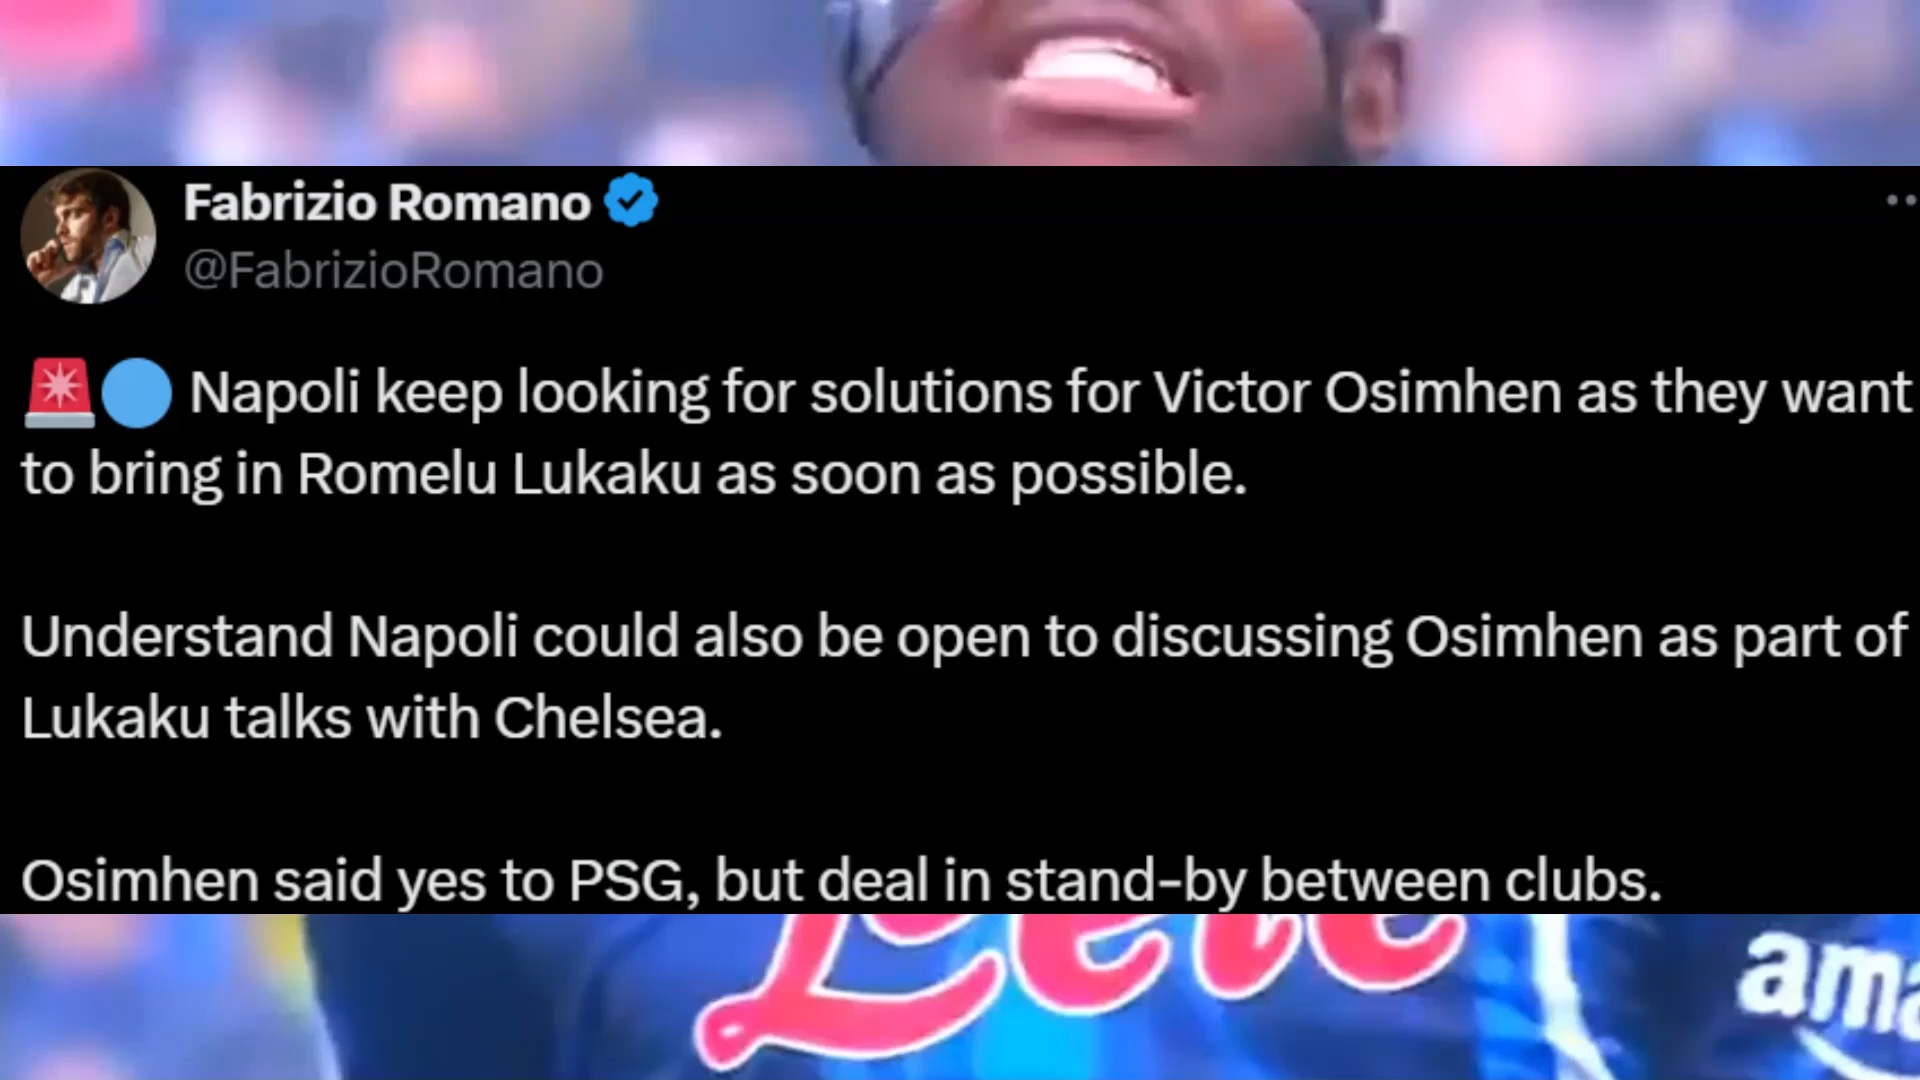 Fabrizio Romano
@FabrizioRomano
Napoli keep looking for solutions for Victor Osimhen as they want
to bring in Romelu Lukaku as soon as possible.
Understand Napoli could also be open to discussing Osimhen as part of
Lukaku talks with Chelsea.
Osimhen said yes to PSG, but deal in stand-by between clubs.
Lete
ama